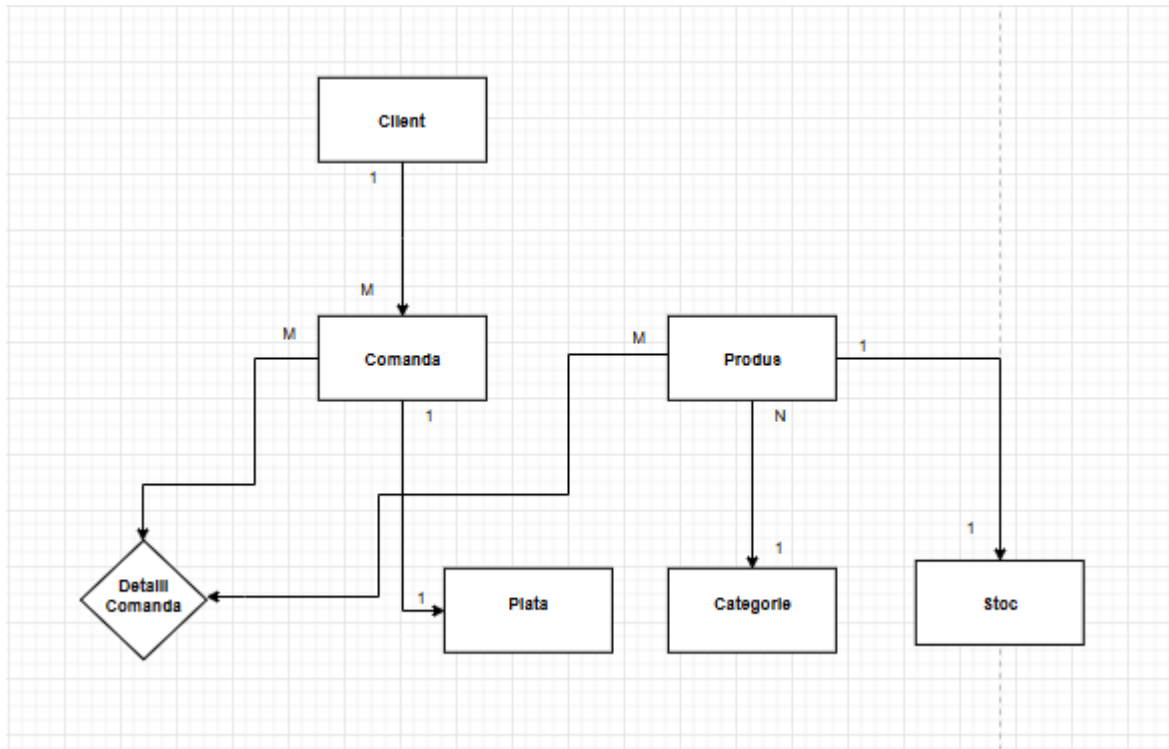 Client
1
M
M
Comanda
M
Produs
1
1
N
1
1
Detalii
Comanda
1
Plata
Categorie
Stoc